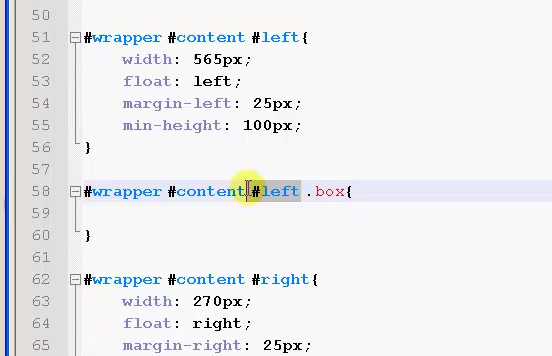 50
51 #wrapper #content #left{
52 width: 565px;
53 float: left;
54 margin-left: 25px;
55 min-height: 100px;
56 }
57
58 #wrapper #content #left .box{
59
60 }
61
62 #wrapper #content #right{
63 width: 270px;
64 float: right;
65 margin-right: 25px;